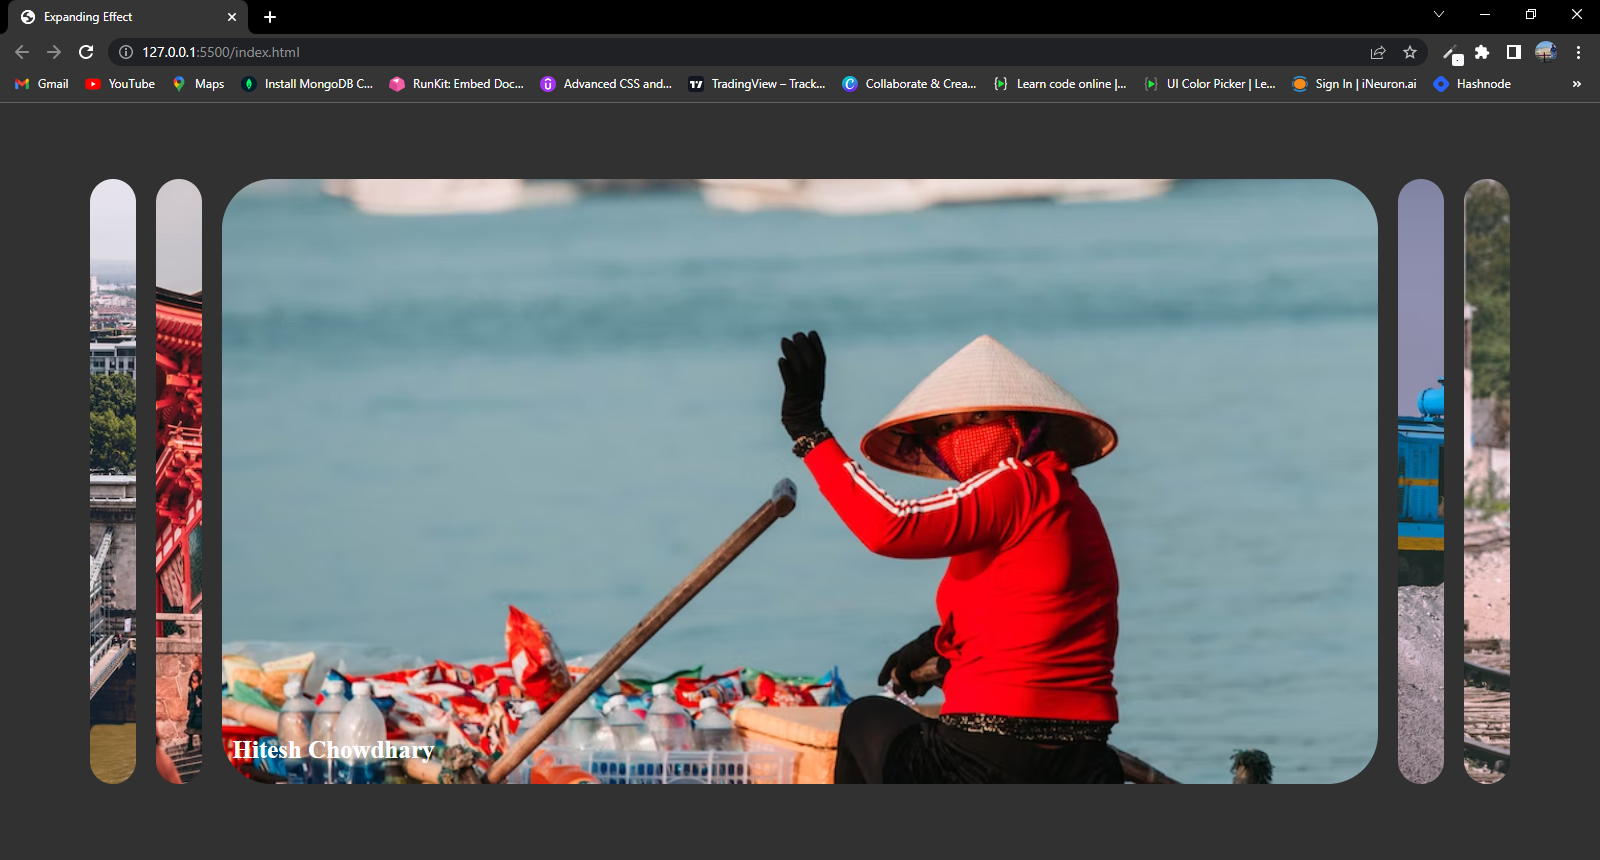 Expanding Effect
127.0.0.1:5500/index.html
Gmail YouTube Maps Install MongoDB C... RunKit: Embed Doc... Advanced CSS and... TradingView – Track... Collaborate & Crea... Learn code online |... UI Color Picker | Le... Sign In | iNeuron.ai Hashnode »
Hitesh Chowdhary